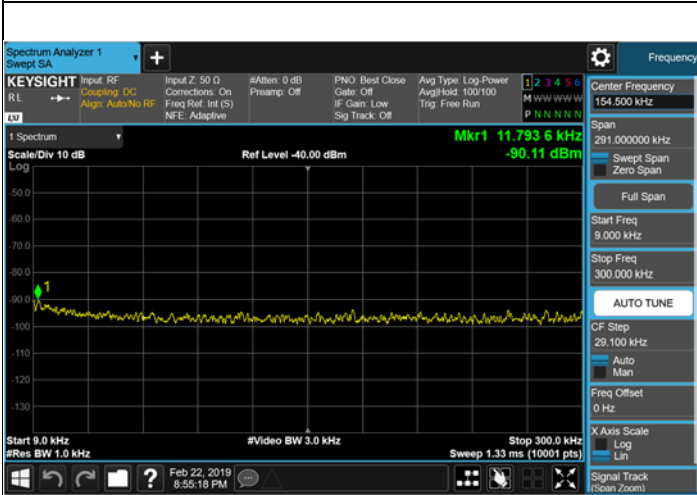 Spectrum Analyzer 1
Swept SA
Frequency
KEYSIGHT
RL
LXI
Input: RF
Coupling: DC
Align: Auto/No RF
Input Z: 50 Ω
Corrections: On
Freq Ref: Int (S)
NFE: Adaptive
#Atten: 0 dB
Preamp: Off
PNO: Best Close
Gate: Off
IF Gain: Low
Sig Track: Off
Avg Type: Log-Power
Avg|Hold: 100/100
Trig: Free Run
1 2 3 4 5 6
M W W W W W
P N N N N N
1 Spectrum
Scale/Div 10 dB
Log
Ref Level -40.00 dBm
Mkr1 11.793 6 kHz
-90.11 dBm
-50.0
-60.0
-70.0
-80.0
-90.0
-100
-110
-120
-130
1
Start 9.0 kHz
#Res BW 1.0 kHz
#Video BW 3.0 kHz
Stop 300.0 kHz
Sweep 1.33 ms (10001 pts)
Center Frequency
154.500 kHz
Span
291.000000 kHz
Swept Span
Zero Span
Full Span
Start Freq
9.000 kHz
Stop Freq
300.000 kHz
AUTO TUNE
CF Step
29.100 kHz
Auto
Man
Freq Offset
0 Hz
X Axis Scale
Log
Lin
Signal Track
(Span Zoom)
?
Feb 22, 2019
8:55:18 PM